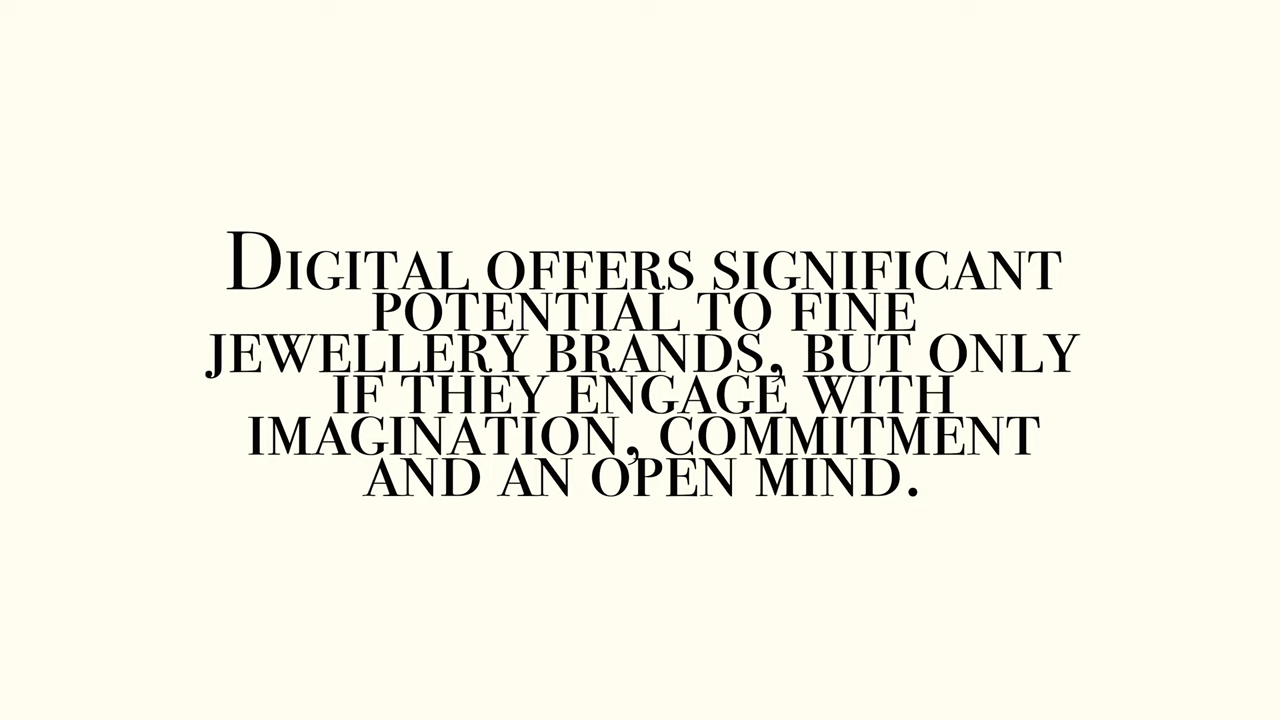 Digital offers significant
potential to fine
jewellery brands, but only
if they engage with
imagination, commitment
and an open mind.